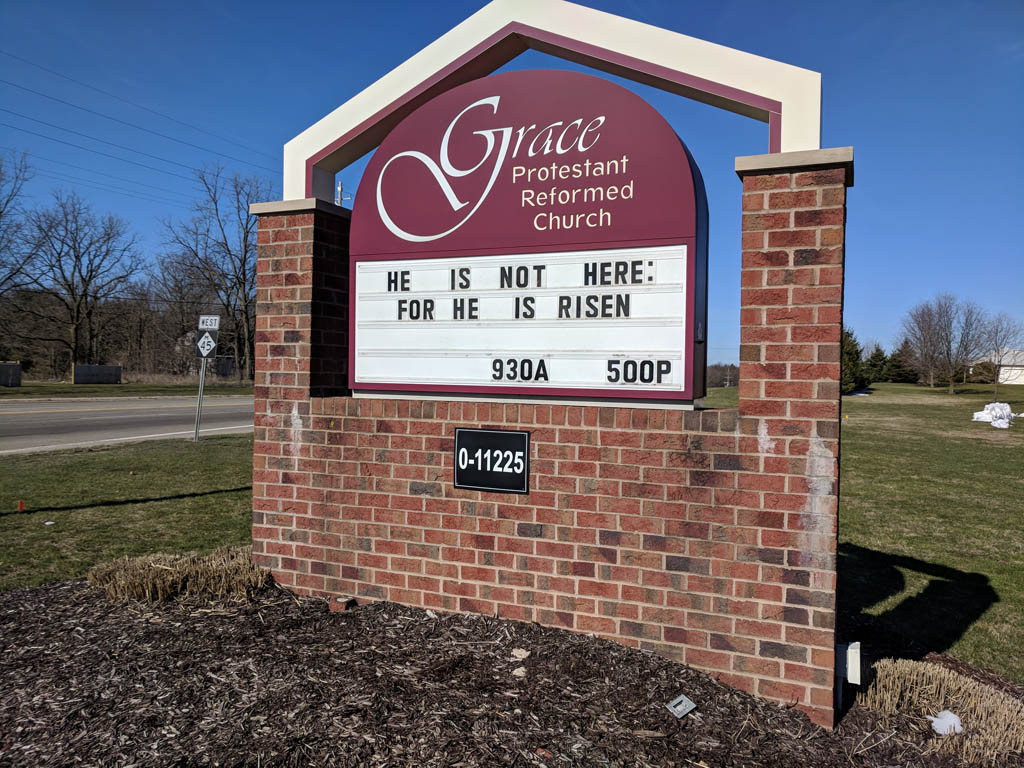 Grace
Protestant
Reformed
Church
HE IS NOT HERE:
FOR HE IS RISEN
930A 500P
0-11225
WEST
45